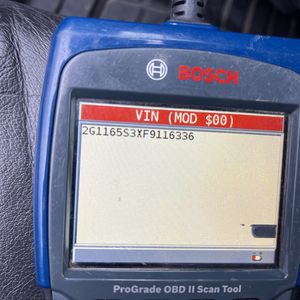 BOSCH
VIN (MOD $00)
2G1165S3XF9116336
ProGrade OBD II Scan Tool